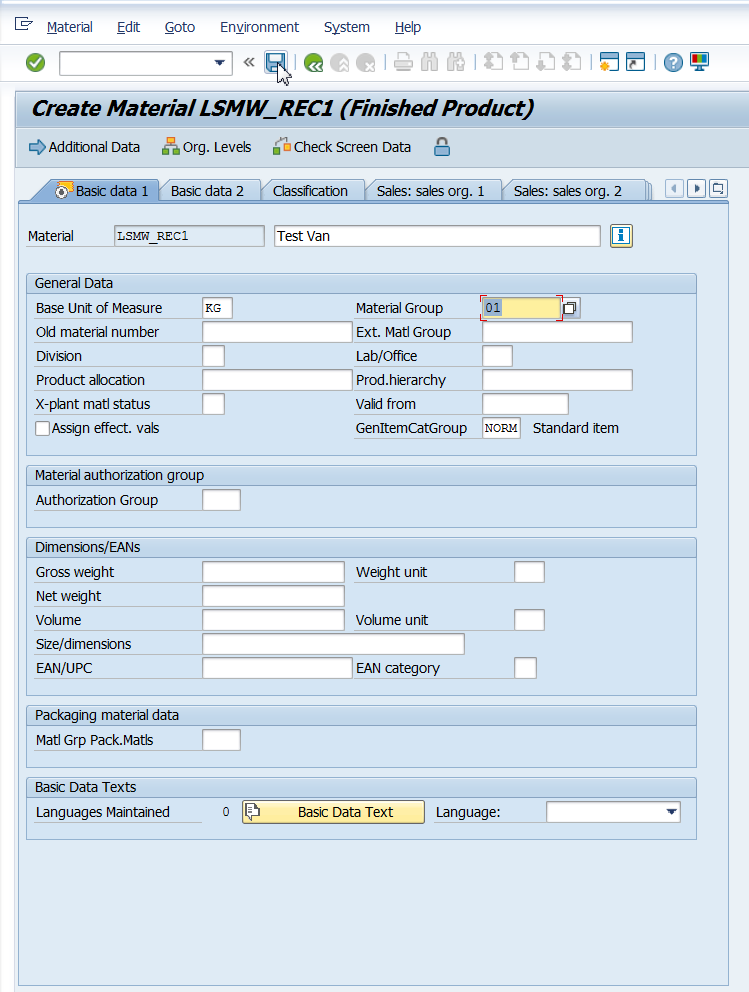 Material Edit Goto Environment System Help
Create Material LSMW_REC1 (Finished Product)
Additional Data Org. Levels Check Screen Data
Basic data 1 Basic data 2 Classification Sales: sales org. 1 Sales: sales org. 2
Material LSMW_REC1 Test Van
General Data
Base Unit of Measure KG Material Group 01
Old material number Ext. Matl Group
Division Lab/Office
Product allocation Prod.hierarchy
X-plant matl status Valid from
Assign effect. vals GenItemCatGroup NORM Standard item
Material authorization group
Authorization Group
Dimensions/EANs
Gross weight Weight unit
Net weight
Volume Volume unit
Size/dimensions
EAN/UPC EAN category
Packaging material data
Matl Grp Pack.Matls
Basic Data Texts
Languages Maintained 0 Basic Data Text Language: